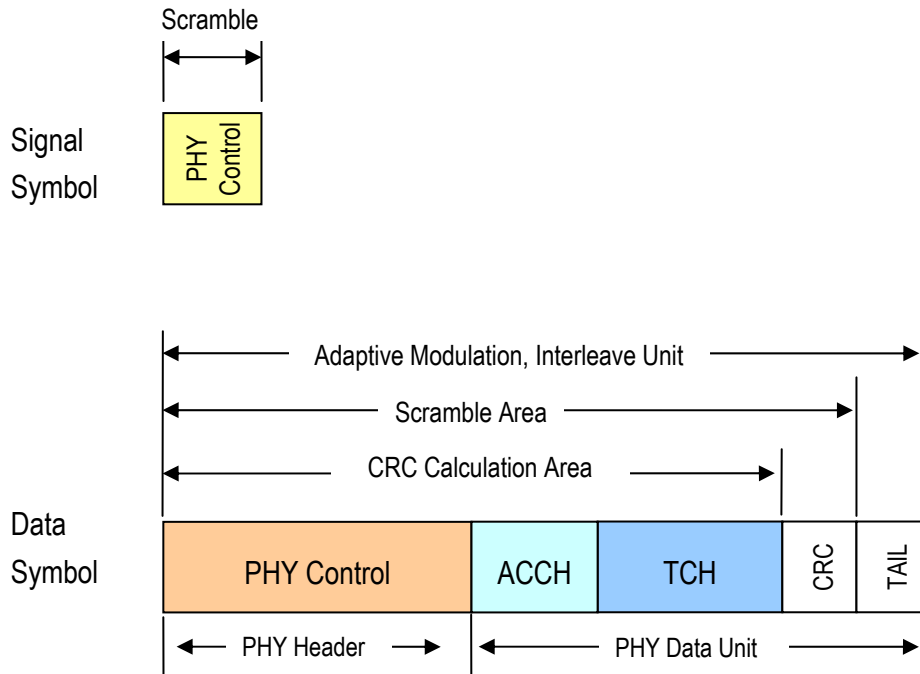 Scramble
Signal
Symbol
PHY
Control
Adaptive Modulation, Interleave Unit
Scramble Area
CRC Calculation Area
Data
Symbol
PHY Control
ACCH
TCH
CRC
TAIL
PHY Header
PHY Data Unit